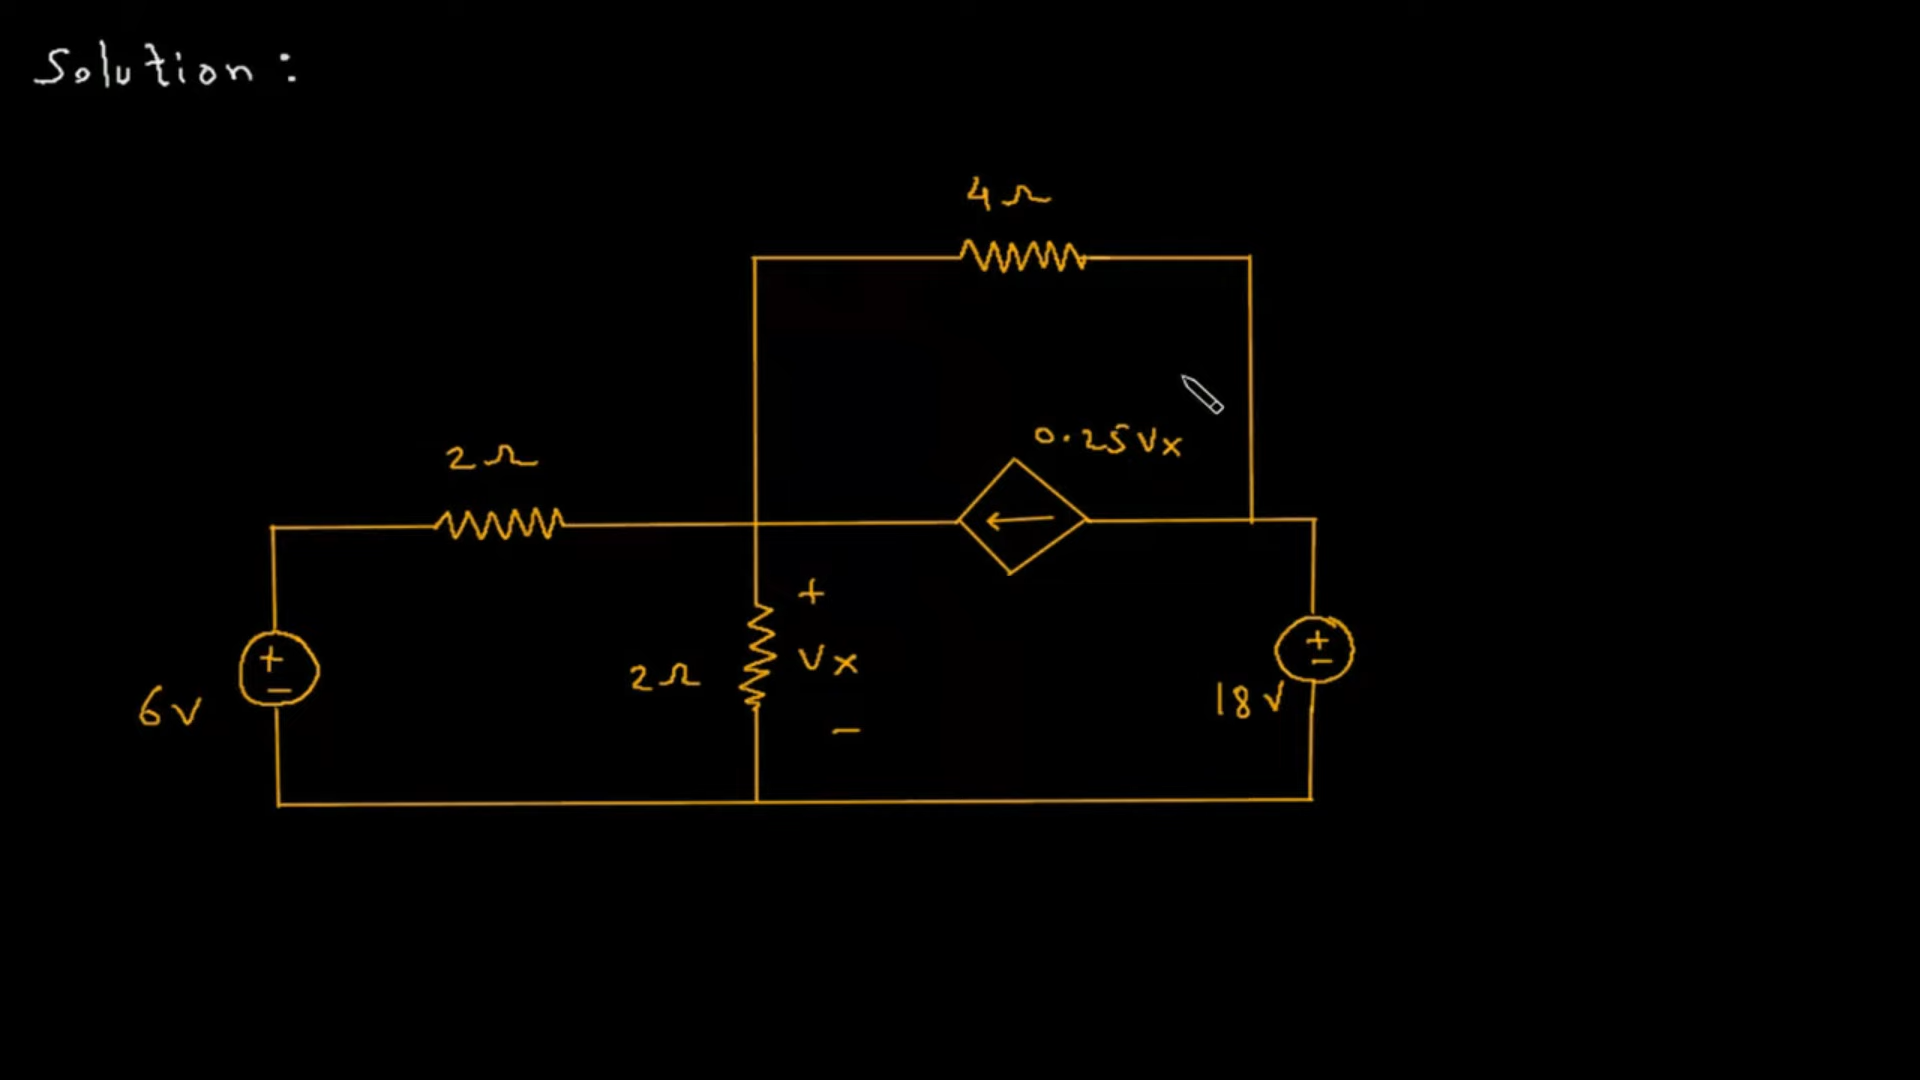 Solution :
4Ω
0.25Vx
2Ω
+
Vx
2Ω
-
+
-
6V
+
-
18V